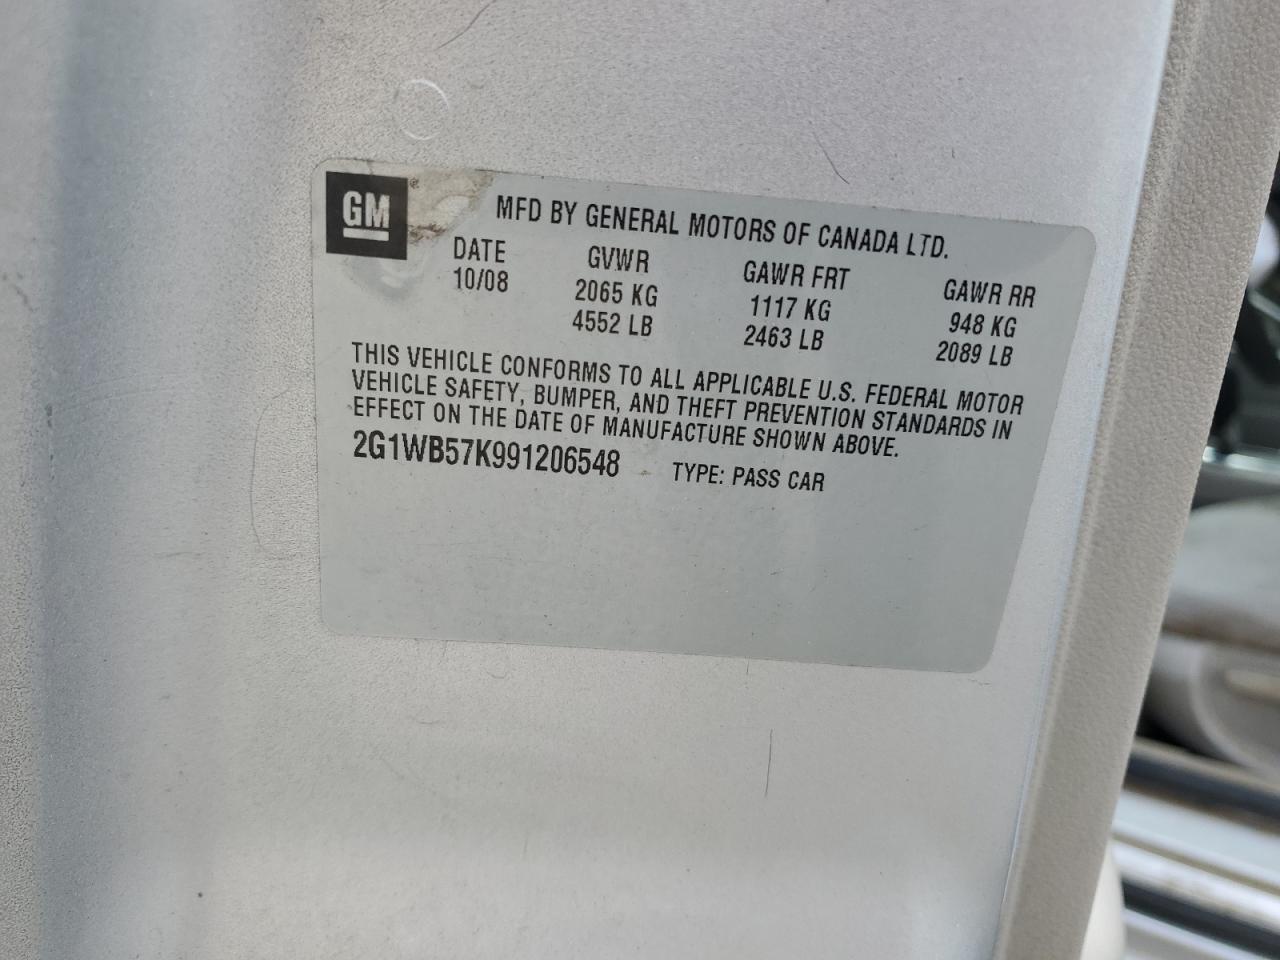 GM
MFD BY GENERAL MOTORS OF CANADA LTD.
DATE GVWR GAWR FRT GAWR RR
10/08 2065 KG 1117 KG 948 KG
4552 LB 2463 LB 2089 LB
THIS VEHICLE CONFORMS TO ALL APPLICABLE U.S. FEDERAL MOTOR
VEHICLE SAFETY, BUMPER, AND THEFT PREVENTION STANDARDS IN
EFFECT ON THE DATE OF MANUFACTURE SHOWN ABOVE.
2G1WB57K991206548 TYPE: PASS CAR